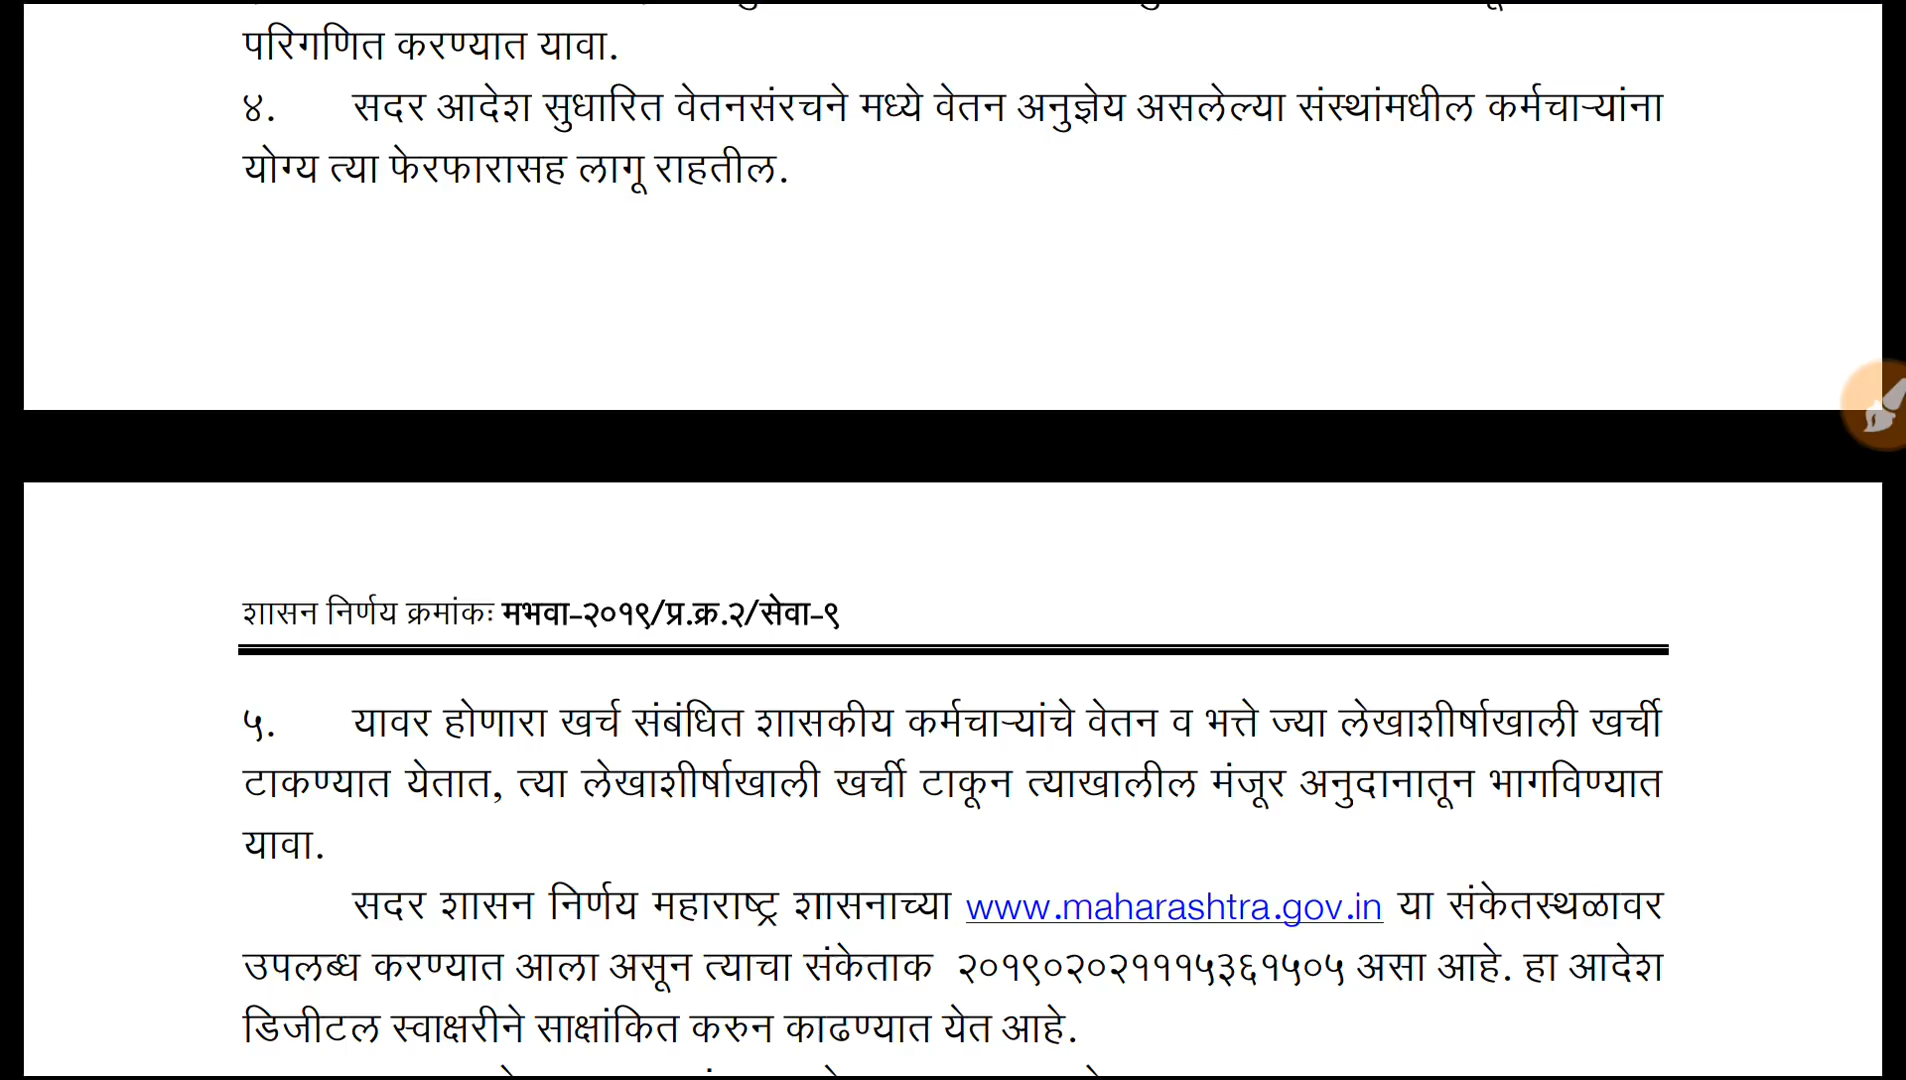 परिगणित करण्यात यावा.
४. सदर आदेश सुधारित वेतनसंरचने मध्ये वेतन अनुज्ञेय असलेल्या संस्थांमधील कर्मचाऱ्यांना
योग्य त्या फेरफारासह लागू राहतील.
शासन निर्णय क्रमांकः मभवा-२०१९/प्र.क्र.२/सेवा-९
५. यावर होणारा खर्च संबंधित शासकीय कर्मचाऱ्यांचे वेतन व भत्ते ज्या लेखाशीर्षाखाली खर्ची
टाकण्यात येतात, त्या लेखाशीर्षाखाली खर्ची टाकून त्याखालील मंजूर अनुदानातून भागविण्यात
यावा.
सदर शासन निर्णय महाराष्ट्र शासनाच्या www.maharashtra.gov.in या संकेतस्थळावर
उपलब्ध करण्यात आला असून त्याचा संकेताक २०१९०२०२१११५३६१५०५ असा आहे. हा आदेश
डिजीटल स्वाक्षरीने साक्षांकित करुन काढण्यात येत आहे.